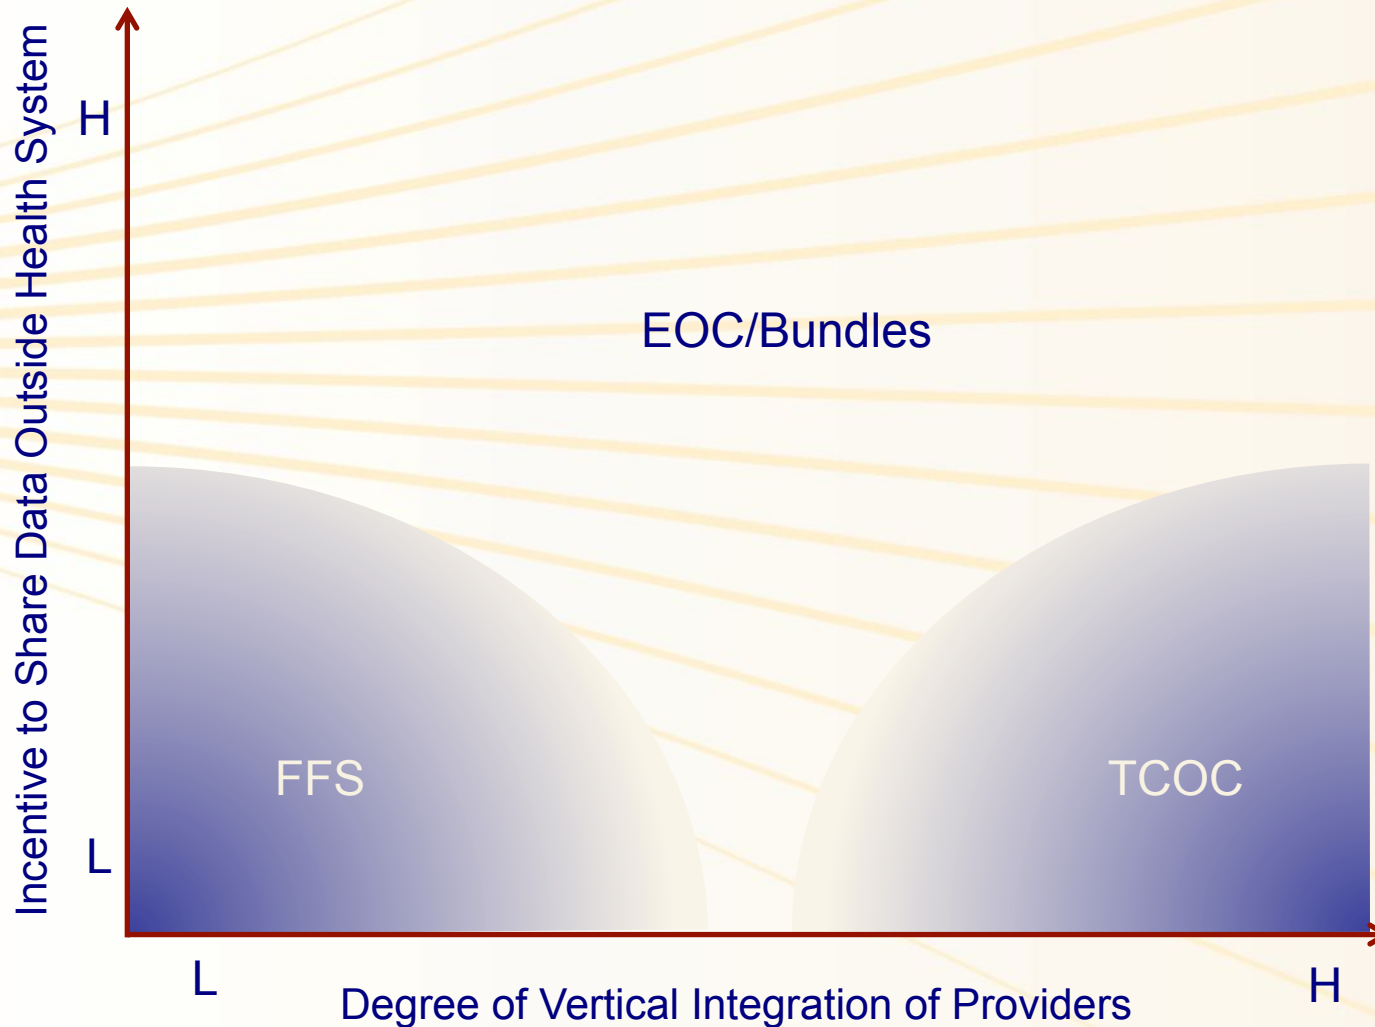 Incentive to Share Data Outside Health System
H
EOC/Bundles
FFS
TCOC
L
L
H
Degree of Vertical Integration of Providers